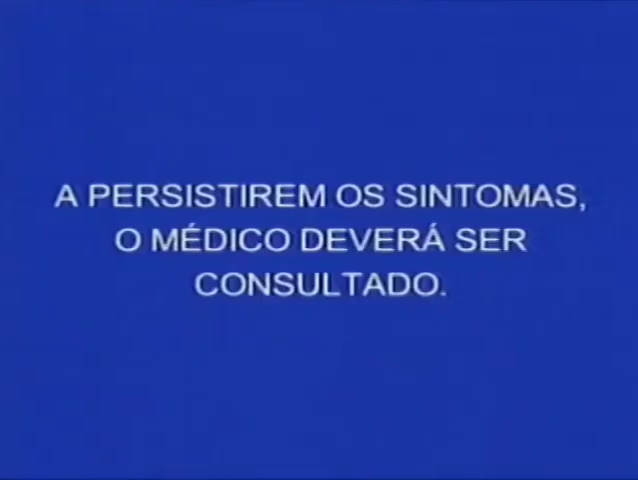 A PERSISTIREM OS SINTOMAS,
O MÉDICO DEVERÁ SER
CONSULTADO.